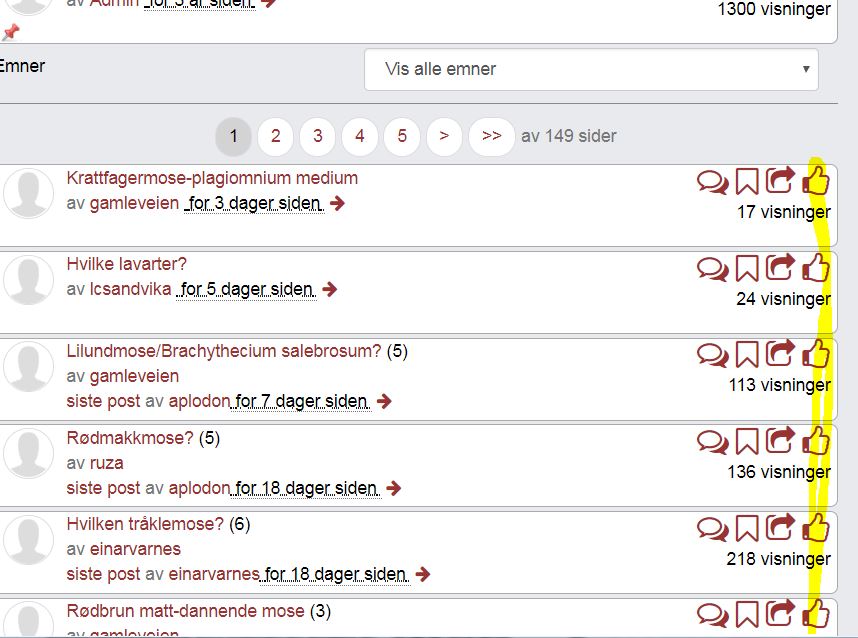 av Admin for 3 år siden
1300 visninger
Emner
Vis alle emner
1 2 3 4 5 > >> av 149 sider
Krattfagermose-plagiomnium medium
av gamleveien for 3 dager siden
17 visninger
Hvilke lavarter?
av lcsandvika for 5 dager siden
24 visninger
Lilundmose/Brachythecium salebrosum? (5)
av gamleveien
113 visninger
siste post av aplodon for 7 dager siden
Rødmakkmose? (5)
av ruza
136 visninger
siste post av aplodon for 18 dager siden
Hvilken tråklemose? (6)
av einarvarnes
218 visninger
siste post av einarvarnes for 18 dager siden
Rødbrun matt-dannende mose (3)
av gamleveien